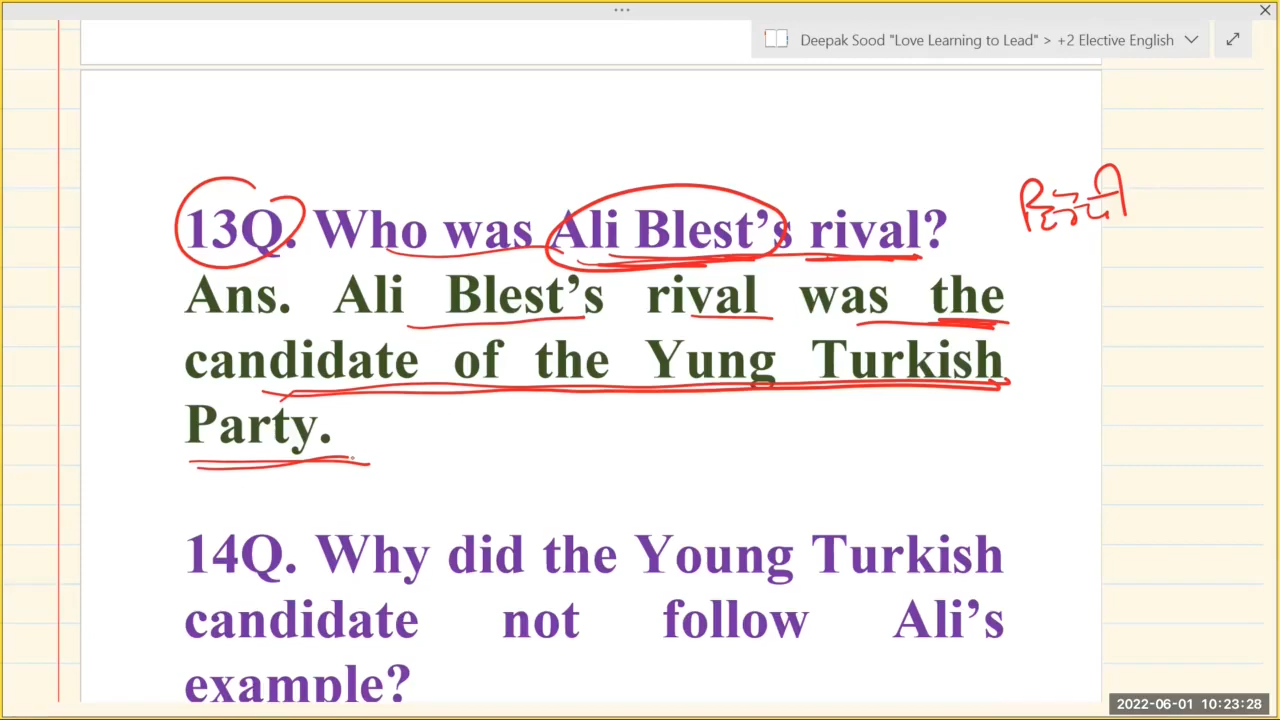 Deepak Sood "Love Learning to Lead" > +2 Elective English
13Q. Who was Ali Blest's rival?
Ans. Ali Blest's rival was the
candidate of the Yung Turkish
Party.
14Q. Why did the Young Turkish
candidate not follow Ali's
example?
2022-06-01 10:23:28